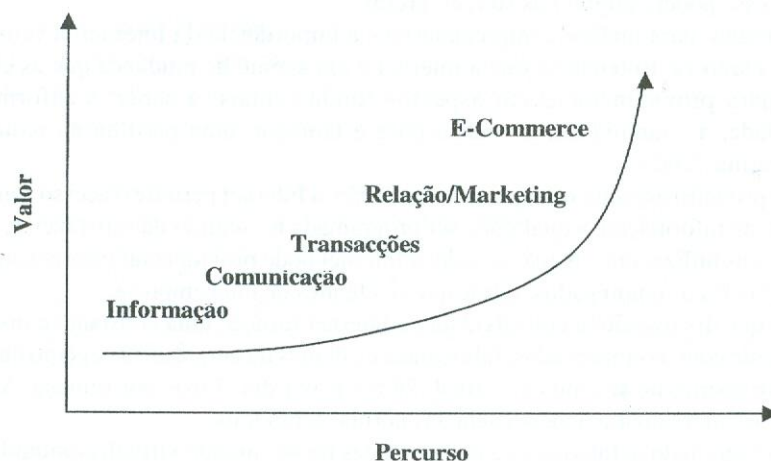 E-Commerce
Relação/Marketing
Transacções
Comunicação
Informação
Valor
Percurso